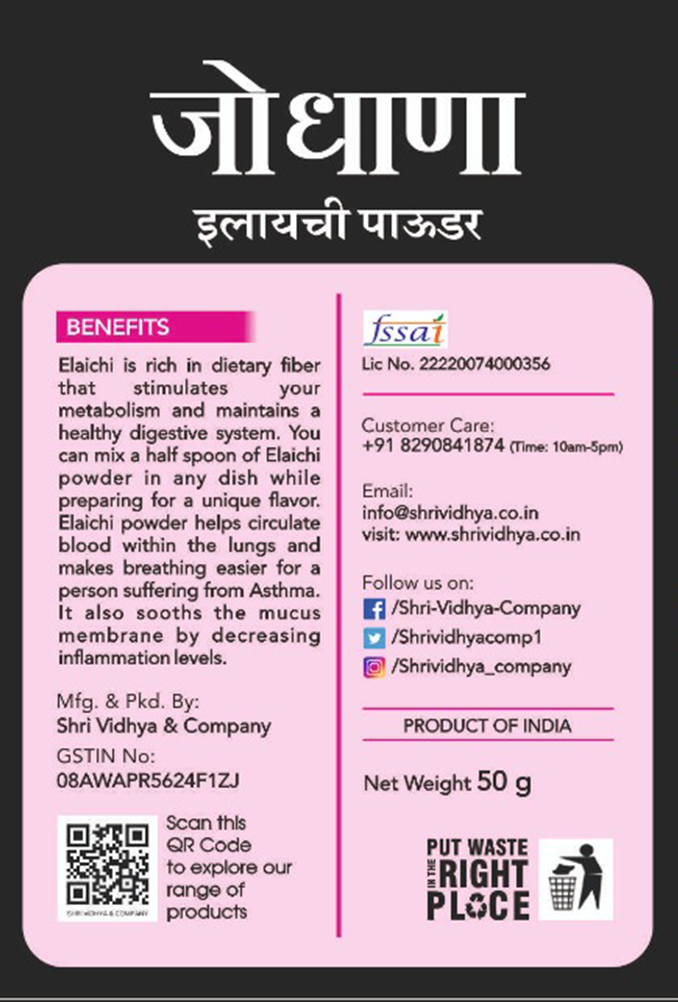 जोधाणा
इलायची पाऊडर
BENEFITS
Elaichi is rich in dietary fiber
that stimulates your
metabolism and maintains a
healthy digestive system. You
can mix a half spoon of Elaichi
powder in any dish while
preparing for a unique flavor.
Elaichi powder helps circulate
blood within the lungs and
makes breathing easier for a
person suffering from Asthma.
It also sooths the mucus
membrane by decreasing
inflammation levels.
Mfg. & Pkd. By:
Shri Vidhya & Company
GSTIN No:
08AWAPR5624F1ZJ
SHRI VIDHYA & COMPANY
Scan this
QR Code
to explore our
range of
products
fssai
Lic No. 22220074000356
Customer Care:
+91 8290841874 (Time: 10am-5pm)
Email:
info@shrividhya.co.in
visit: www.shrividhya.co.in
Follow us on:
/Shri-Vidhya-Company
/Shrividhyacomp1
/Shrividhya_company
PRODUCT OF INDIA
Net Weight 50 g
PUT WASTE
IN THE RIGHT
PLACE